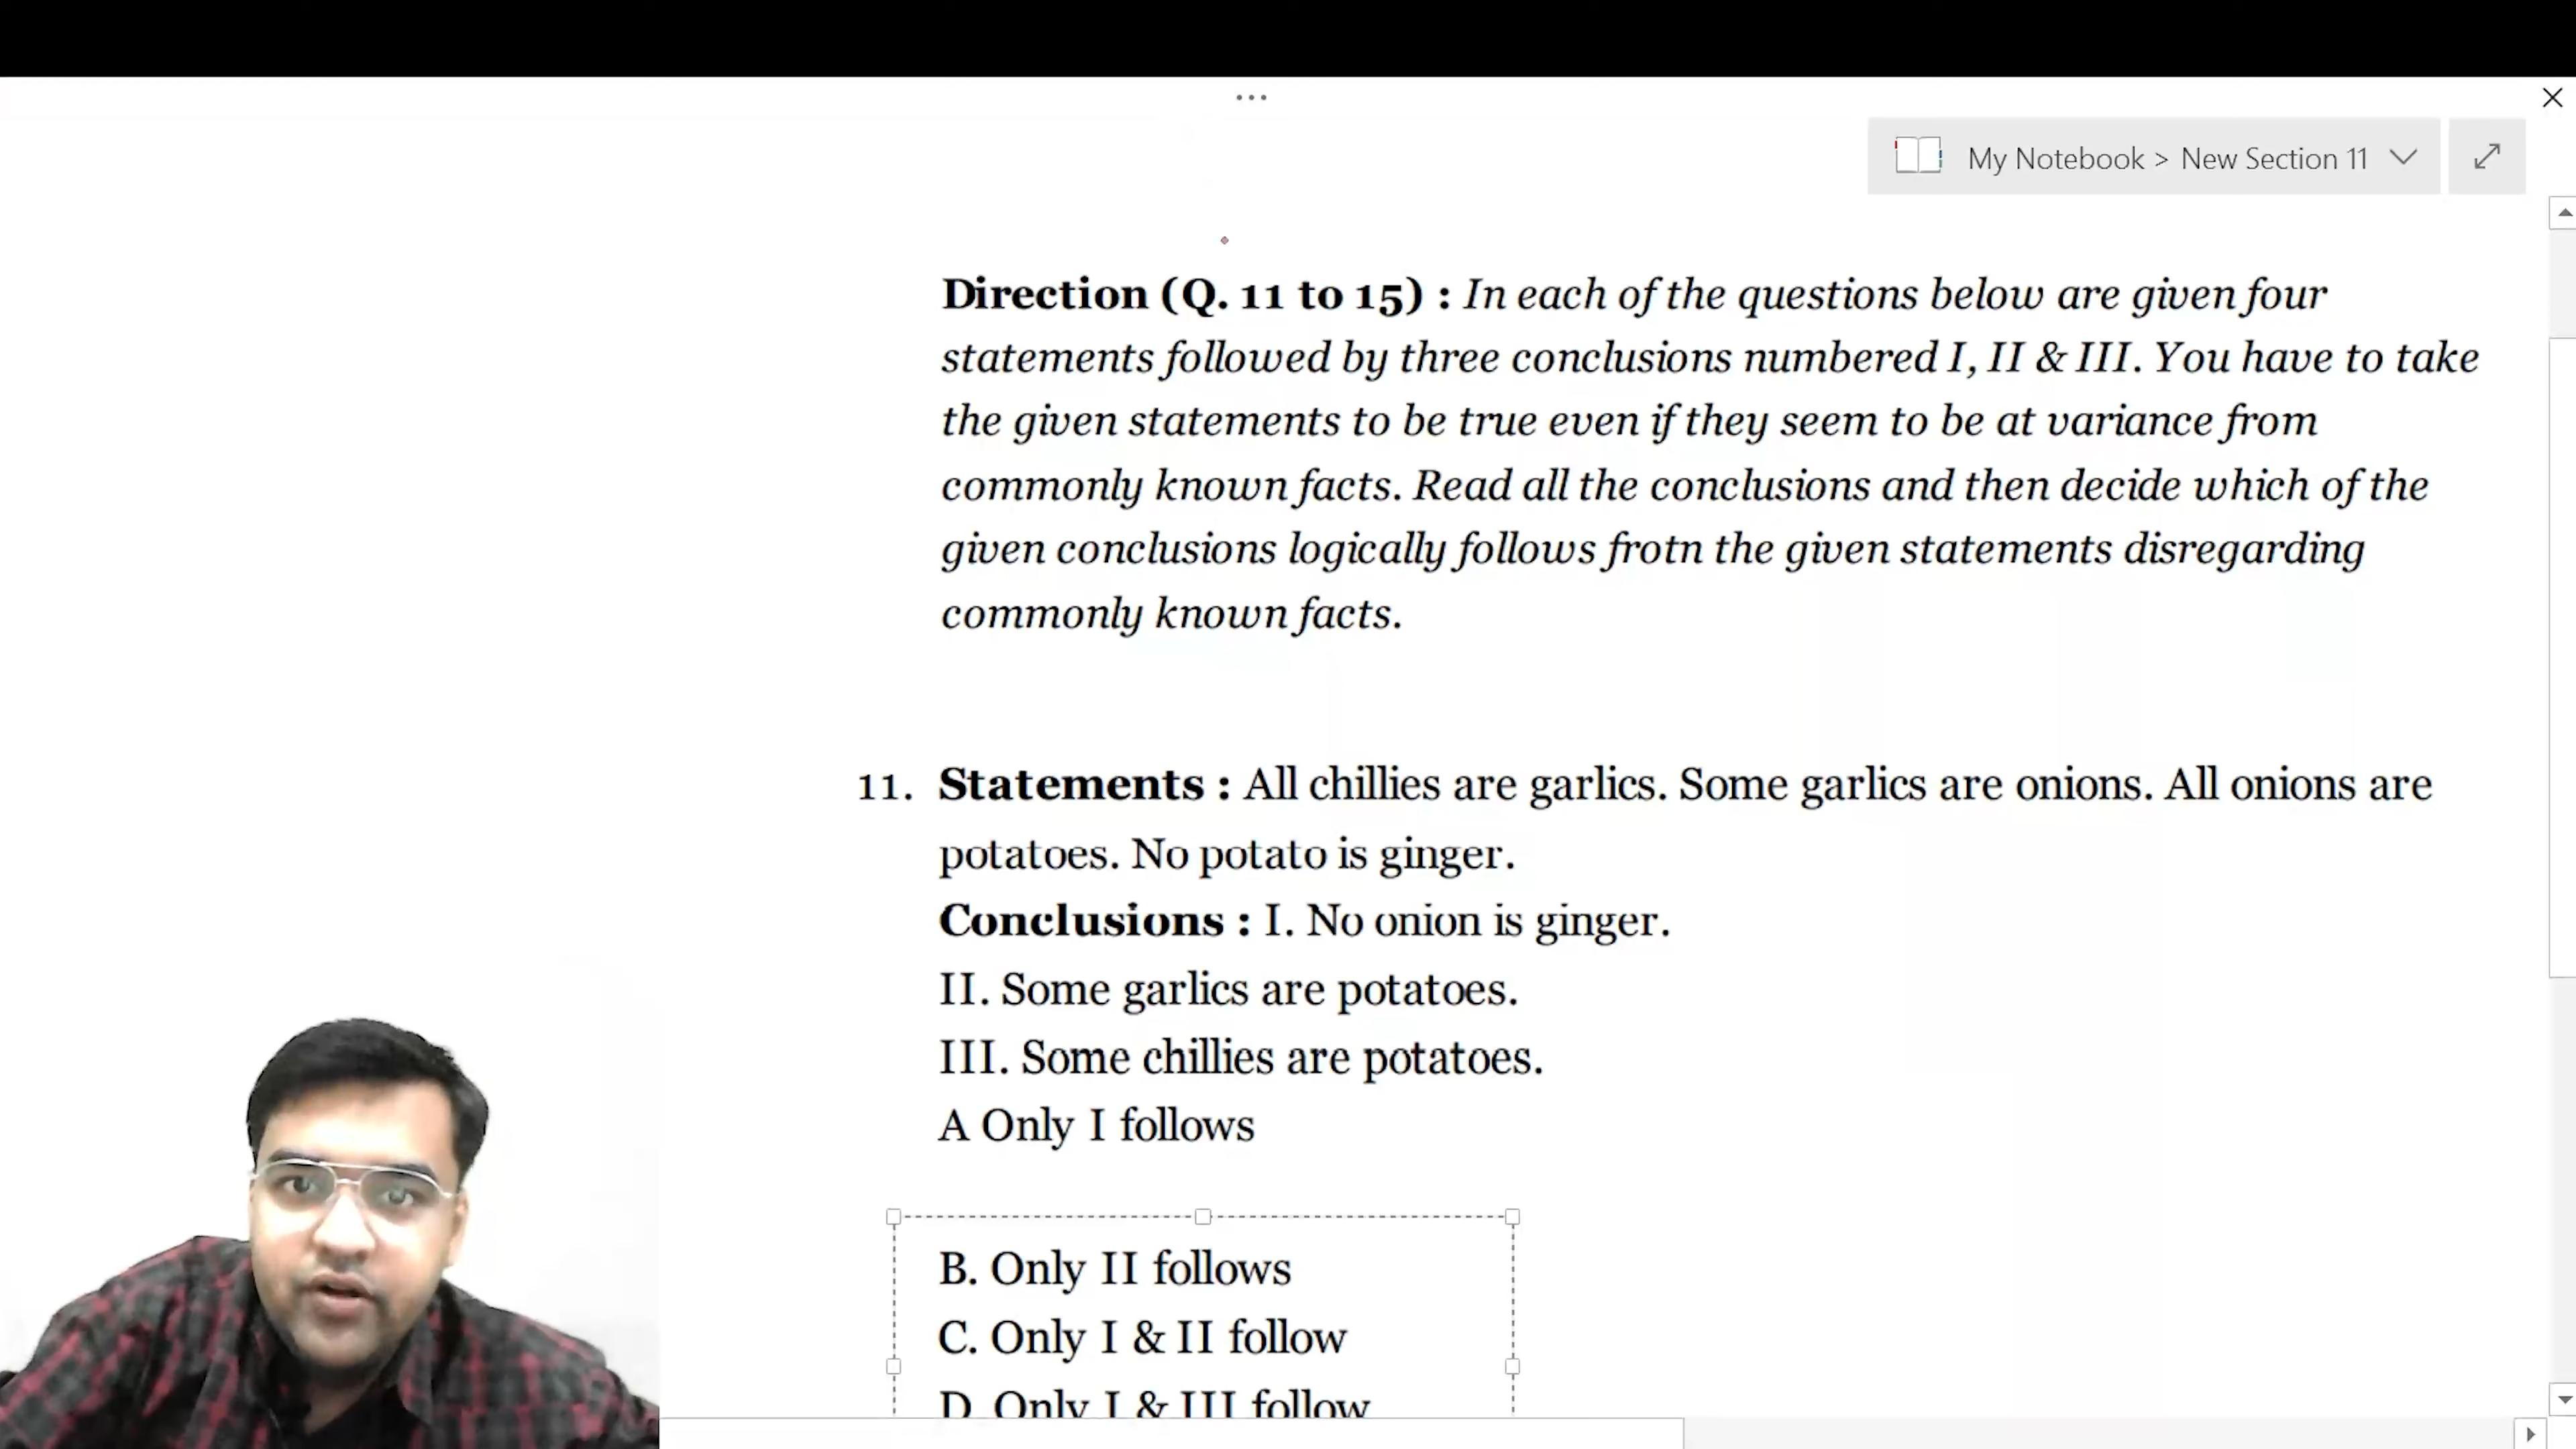 ...
My Notebook > New Section 11
Direction (Q. 11 to 15) : In each of the questions below are given four
statements followed by three conclusions numbered I, II & III. You have to take
the given statements to be true even if they seem to be at variance from
commonly known facts. Read all the conclusions and then decide which of the
given conclusions logically follows frotn the given statements disregarding
commonly known facts.
11. Statements : All chillies are garlics. Some garlics are onions. All onions are
potatoes. No potato is ginger.
Conclusions : I. No onion is ginger.
II. Some garlics are potatoes.
III. Some chillies are potatoes.
A Only I follows
B. Only II follows
C. Only I & II follow
D. Only I & III follow